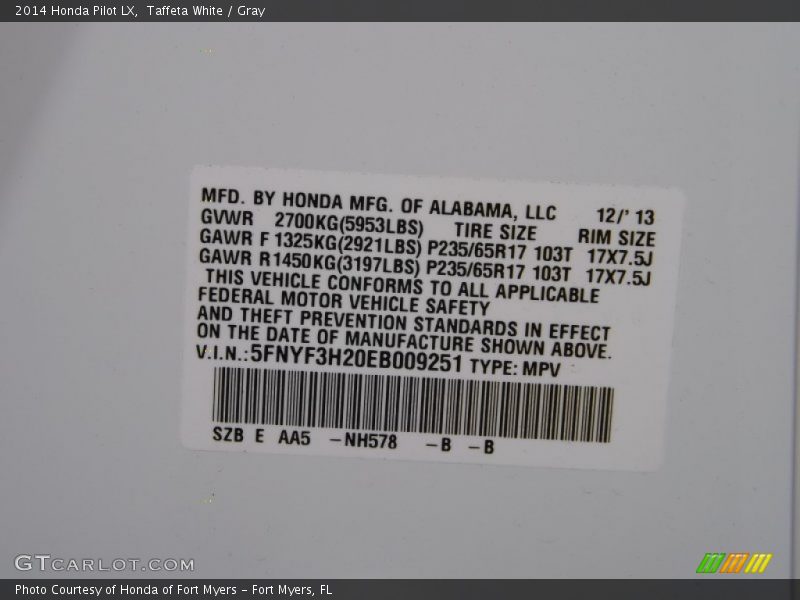 2014 Honda Pilot LX,  Taffeta White / Gray
MFD. BY HONDA MFG. OF ALABAMA, LLC 12/' 13
GVWR 2700KG(5953LBS) TIRE SIZE RIM SIZE
GAWR F 1325KG(2921LBS) P235/65R17 103T 17X7.5J
GAWR R1450KG(3197LBS) P235/65R17 103T 17X7.5J
THIS VEHICLE CONFORMS TO ALL APPLICABLE
FEDERAL MOTOR VEHICLE SAFETY
AND THEFT PREVENTION STANDARDS IN EFFECT
ON THE DATE OF MANUFACTURE SHOWN ABOVE.
V.I.N.:5FNYF3H20EB009251 TYPE: MPV
SZB E AA5 -NH578 -B -B
GTCARLOT.COM
Photo Courtesy of Honda of Fort Myers – Fort Myers, FL